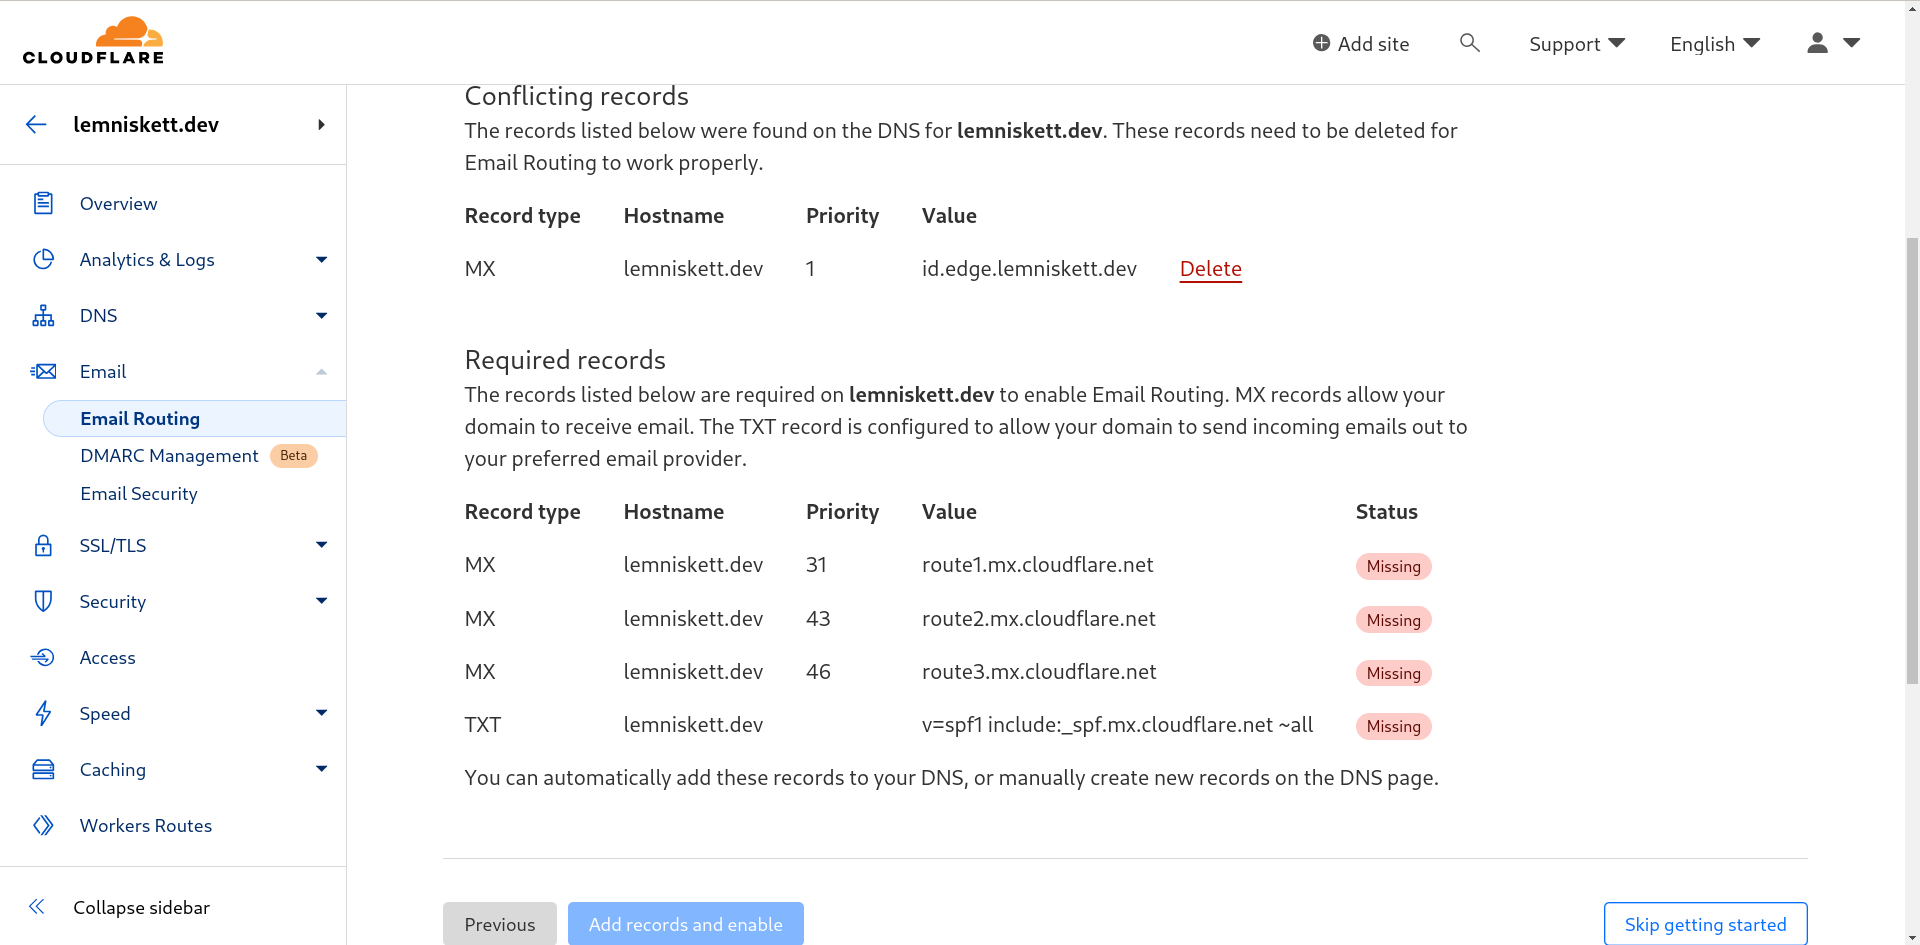 CLOUDFLARE
Add site
Support
English
lemniskett.dev
Overview
Analytics & Logs
DNS
Email
Email Routing
DMARC Management Beta
Email Security
SSL/TLS
Security
Access
Speed
Caching
Workers Routes
Collapse sidebar
Conflicting records
The records listed below were found on the DNS for lemniskett.dev. These records need to be deleted for
Email Routing to work properly.
Record type Hostname Priority Value
MX lemniskett.dev 1 id.edge.lemniskett.dev Delete
Required records
The records listed below are required on lemniskett.dev to enable Email Routing. MX records allow your
domain to receive email. The TXT record is configured to allow your domain to send incoming emails out to
your preferred email provider.
Record type Hostname Priority Value Status
MX lemniskett.dev 31 route1.mx.cloudflare.net Missing
MX lemniskett.dev 43 route2.mx.cloudflare.net Missing
MX lemniskett.dev 46 route3.mx.cloudflare.net Missing
TXT lemniskett.dev v=spf1 include:_spf.mx.cloudflare.net ~all Missing
You can automatically add these records to your DNS, or manually create new records on the DNS page.
Previous Add records and enable Skip getting started